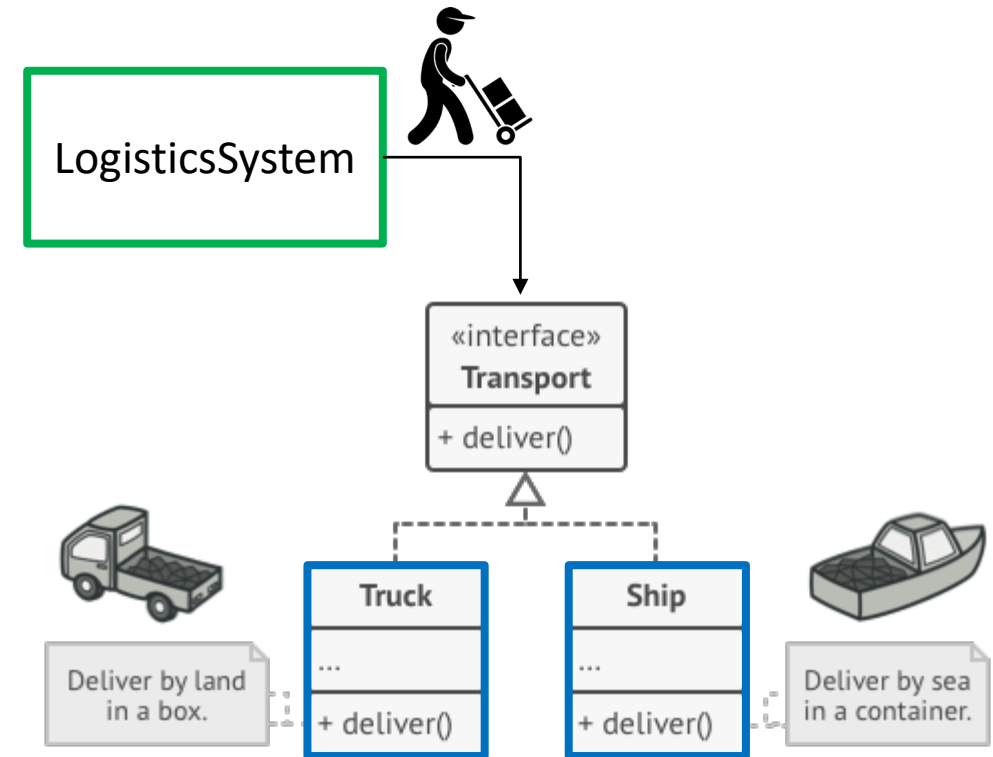 LogisticsSystem
«interface»
Transport
+ deliver()
Truck
...
+ deliver()
Ship
...
+ deliver()
Deliver by land
in a box.
Deliver by sea
in a container.